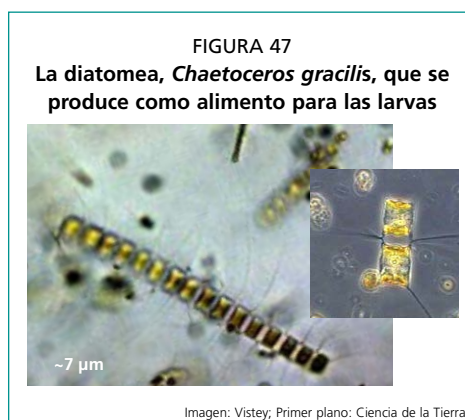 FIGURA 47
La diatomea, Chaetoceros gracilis, que se
produce como alimento para las larvas
~7 µm
Imagen: Vistey; Primer plano: Ciencia de la Tierra